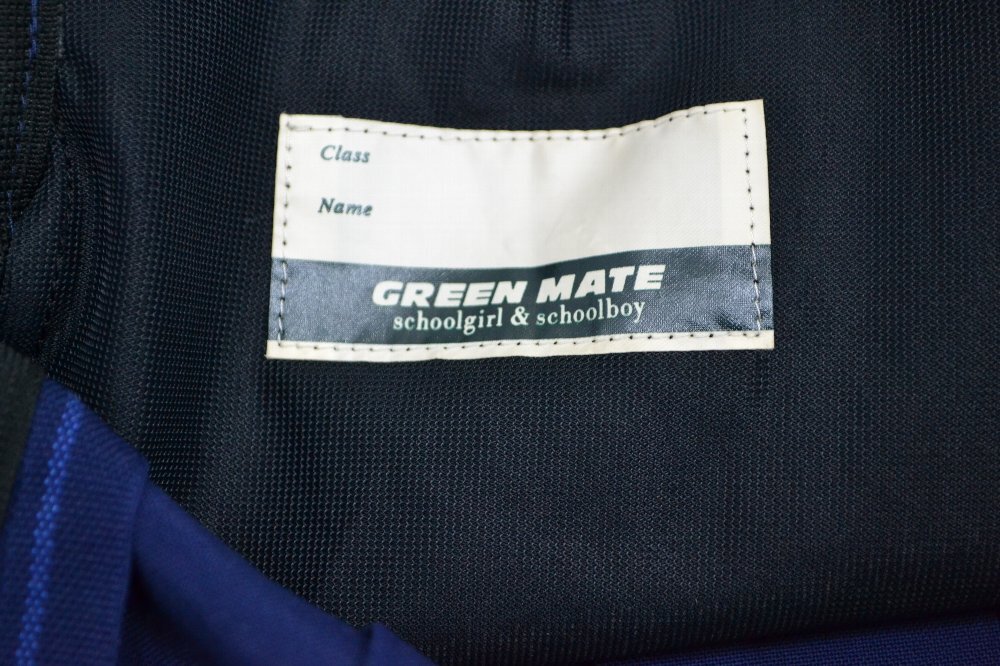 Class
Name
GREEN MATE
schoolgirl & schoolboy